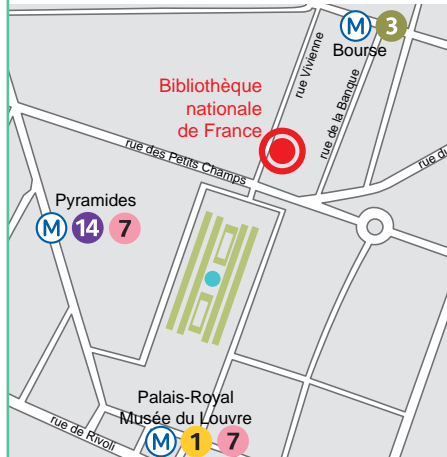 M 3
Bourse
rue Vivienne
rue de la Banque
Bibliothèque
nationale
de France
rue des Petits Champs
rue du
Pyramides
M 14 7
Palais-Royal
Musée du Louvre
M 1 7
rue de Rivoli